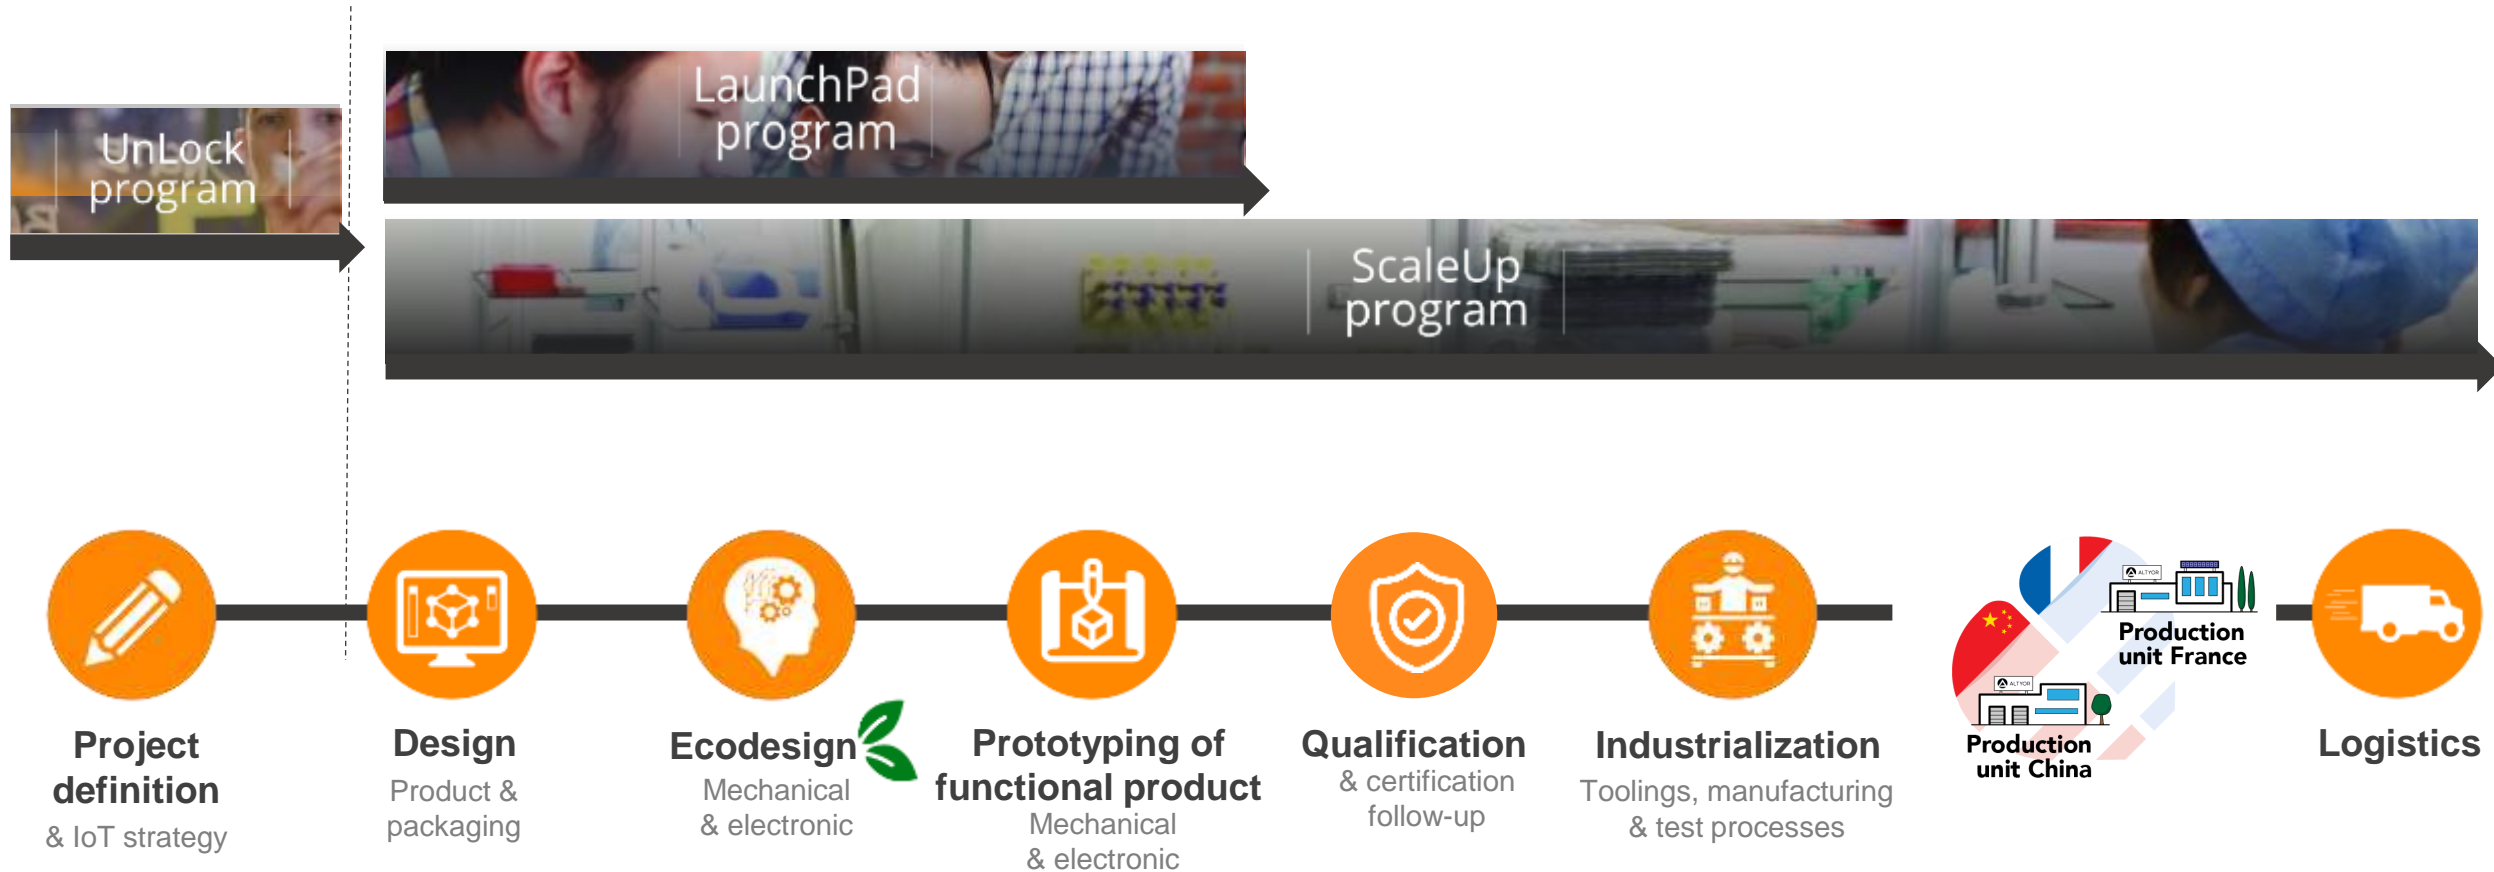 LaunchPad
program
UnLock
program
ScaleUp
program
ALTYOR
Production
unit France
ALTYOR
Production
unit China
Project
definition
& IoT strategy
Design
Product &
packaging
Ecodesign
Mechanical
& electronic
Prototyping of
functional product
Mechanical
& electronic
Qualification
& certification
follow-up
Industrialization
Toolings, manufacturing
& test processes
Logistics